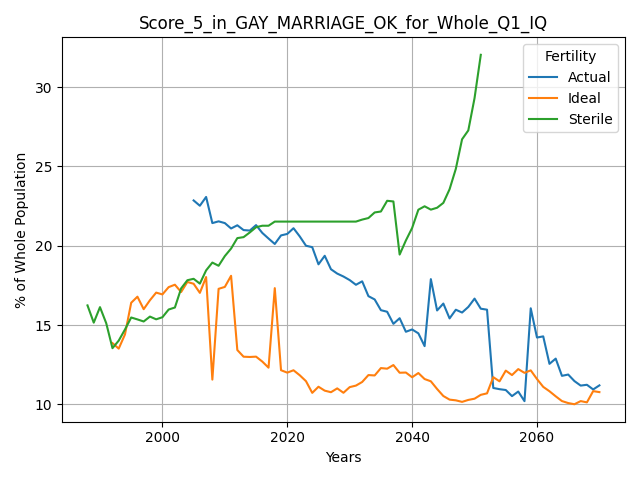 Score_5_in_GAY_MARRIAGE_OK_for_Whole_Q1_IQ
Fertility
Actual
Ideal
Sterile
% of Whole Population
30
25
20
15
10
2000
2020
2040
2060
Years